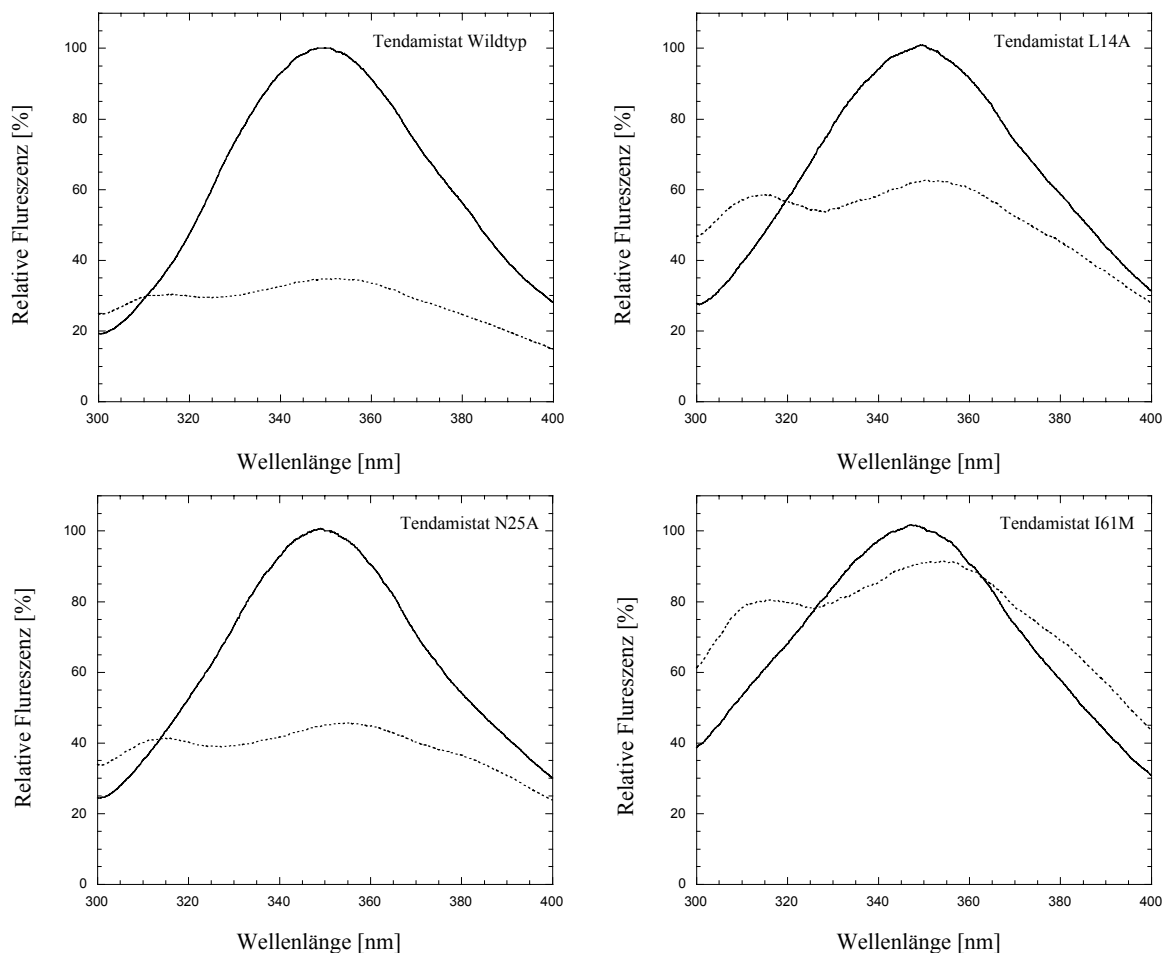 Tendamistat Wildtyp
Relative Flureszenz [%]
100
80
60
40
20
0
300 320 340 360 380 400
Wellenlänge [nm]
Tendamistat L14A
Relative Flureszenz [%]
100
80
60
40
20
0
300 320 340 360 380 400
Wellenlänge [nm]
Tendamistat N25A
Relative Flureszenz [%]
100
80
60
40
20
0
300 320 340 360 380 400
Wellenlänge [nm]
Tendamistat I61M
Relative Flureszenz [%]
100
80
60
40
20
0
300 320 340 360 380 400
Wellenlänge [nm]